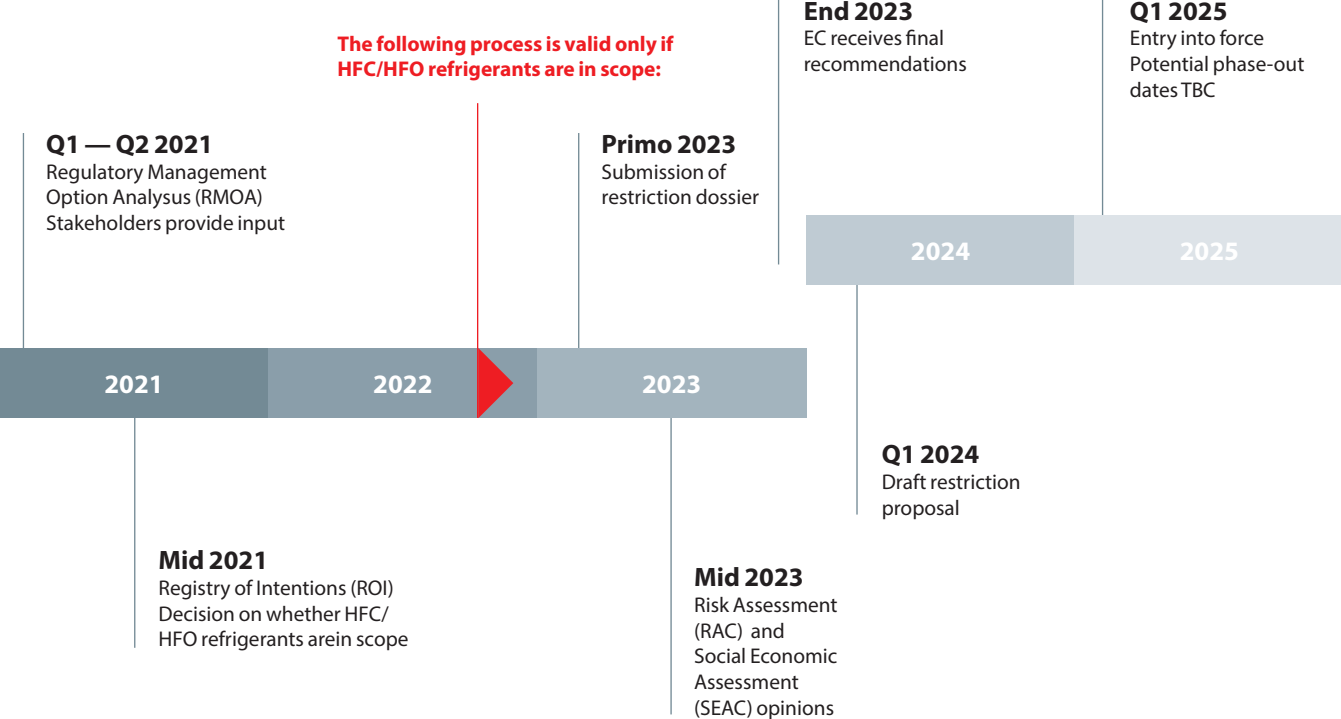 The following process is valid only if
HFC/HFO refrigerants are in scope:
End 2023
EC receives final
recommendations
Q1 2025
Entry into force
Potential phase-out
dates TBC
Q1 — Q2 2021
Regulatory Management
Option Analysus (RMOA)
Stakeholders provide input
Primo 2023
Submission of
restriction dossier
2024
2025
2021
2022
2023
Q1 2024
Draft restriction
proposal
Mid 2021
Registry of Intentions (ROI)
Decision on whether HFC/
HFO refrigerants arein scope
Mid 2023
Risk Assessment
(RAC) and
Social Economic
Assessment
(SEAC) opinions